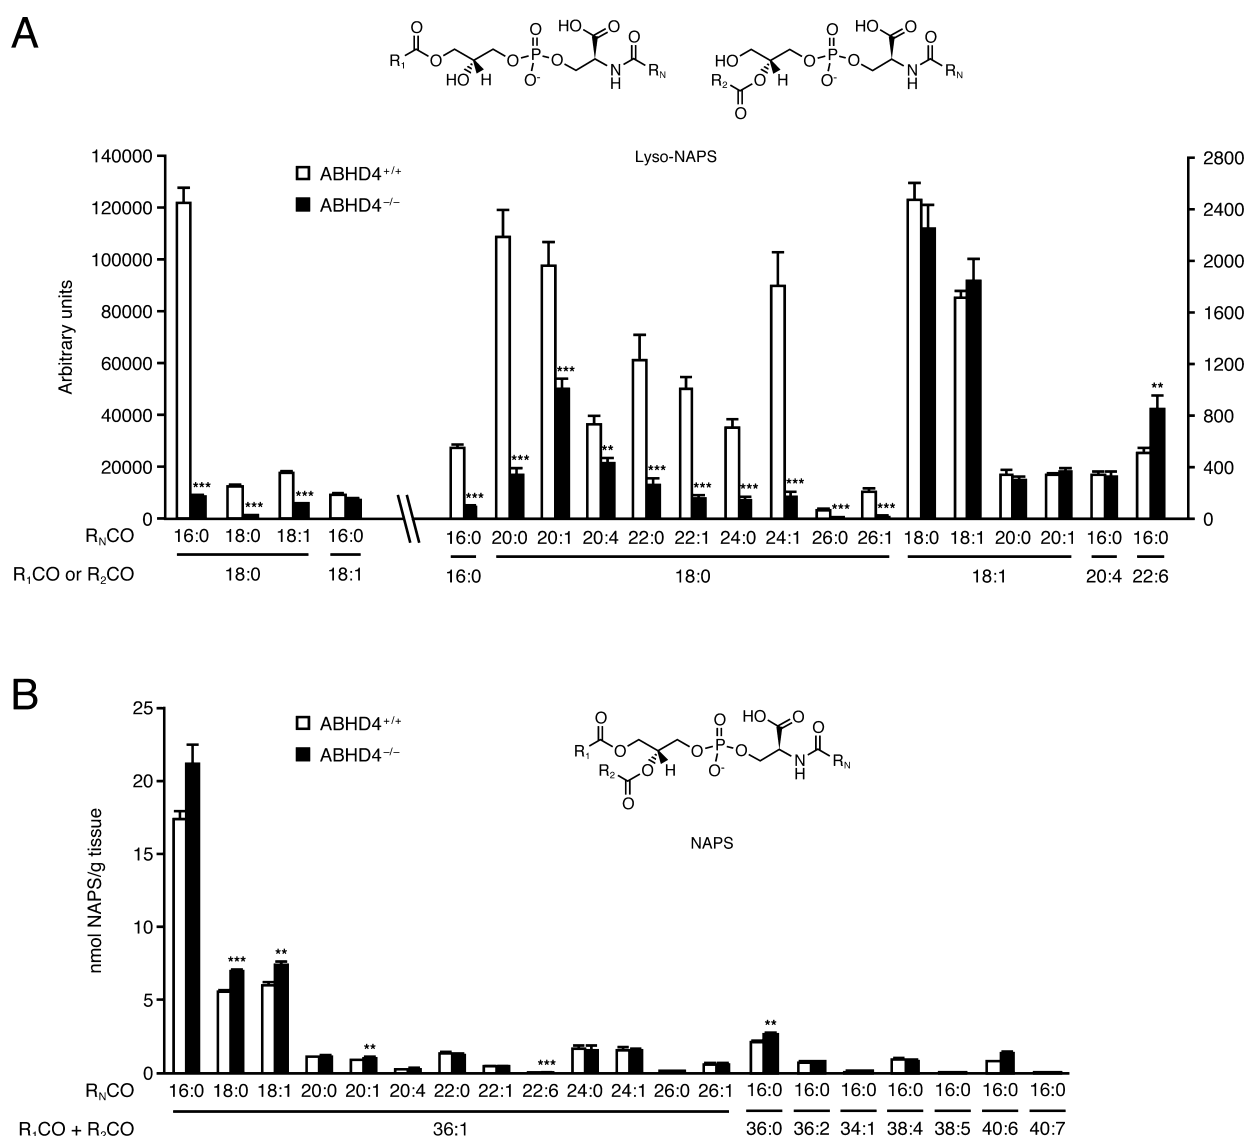 A
R₁ O O HO H O P O O⁻ O HO O N H O R_N
HO R₂ O O H O P O O⁻ O HO O N H O R_N
Lyso-NAPS
ABHD4⁺/⁺
ABHD4⁻/⁻
Arbitrary units
140000
120000
100000
80000
60000
40000
20000
0
2800
2400
2000
1600
1200
800
400
0
*** *** *** *** *** *** ** *** *** *** *** *** *** **
R_NCO 16:0 18:0 18:1 16:0 16:0 20:0 20:1 20:4 22:0 22:1 24:0 24:1 26:0 26:1 18:0 18:1 20:0 20:1 16:0 16:0
R₁CO or R₂CO 18:0 18:1 16:0 18:0 18:1 20:4 22:6
B
ABHD4⁺/⁺
ABHD4⁻/⁻
R₁ O O R₂ O O H O P O O⁻ O HO O N H O R_N
NAPS
nmol NAPS/g tissue
25
20
15
10
5
0
*** ** ** *** **
R_NCO 16:0 18:0 18:1 20:0 20:1 20:4 22:0 22:1 22:6 24:0 24:1 26:0 26:1 16:0 16:0 16:0 16:0 16:0 16:0 16:0
R₁CO + R₂CO 36:1 36:0 36:2 34:1 38:4 38:5 40:6 40:7